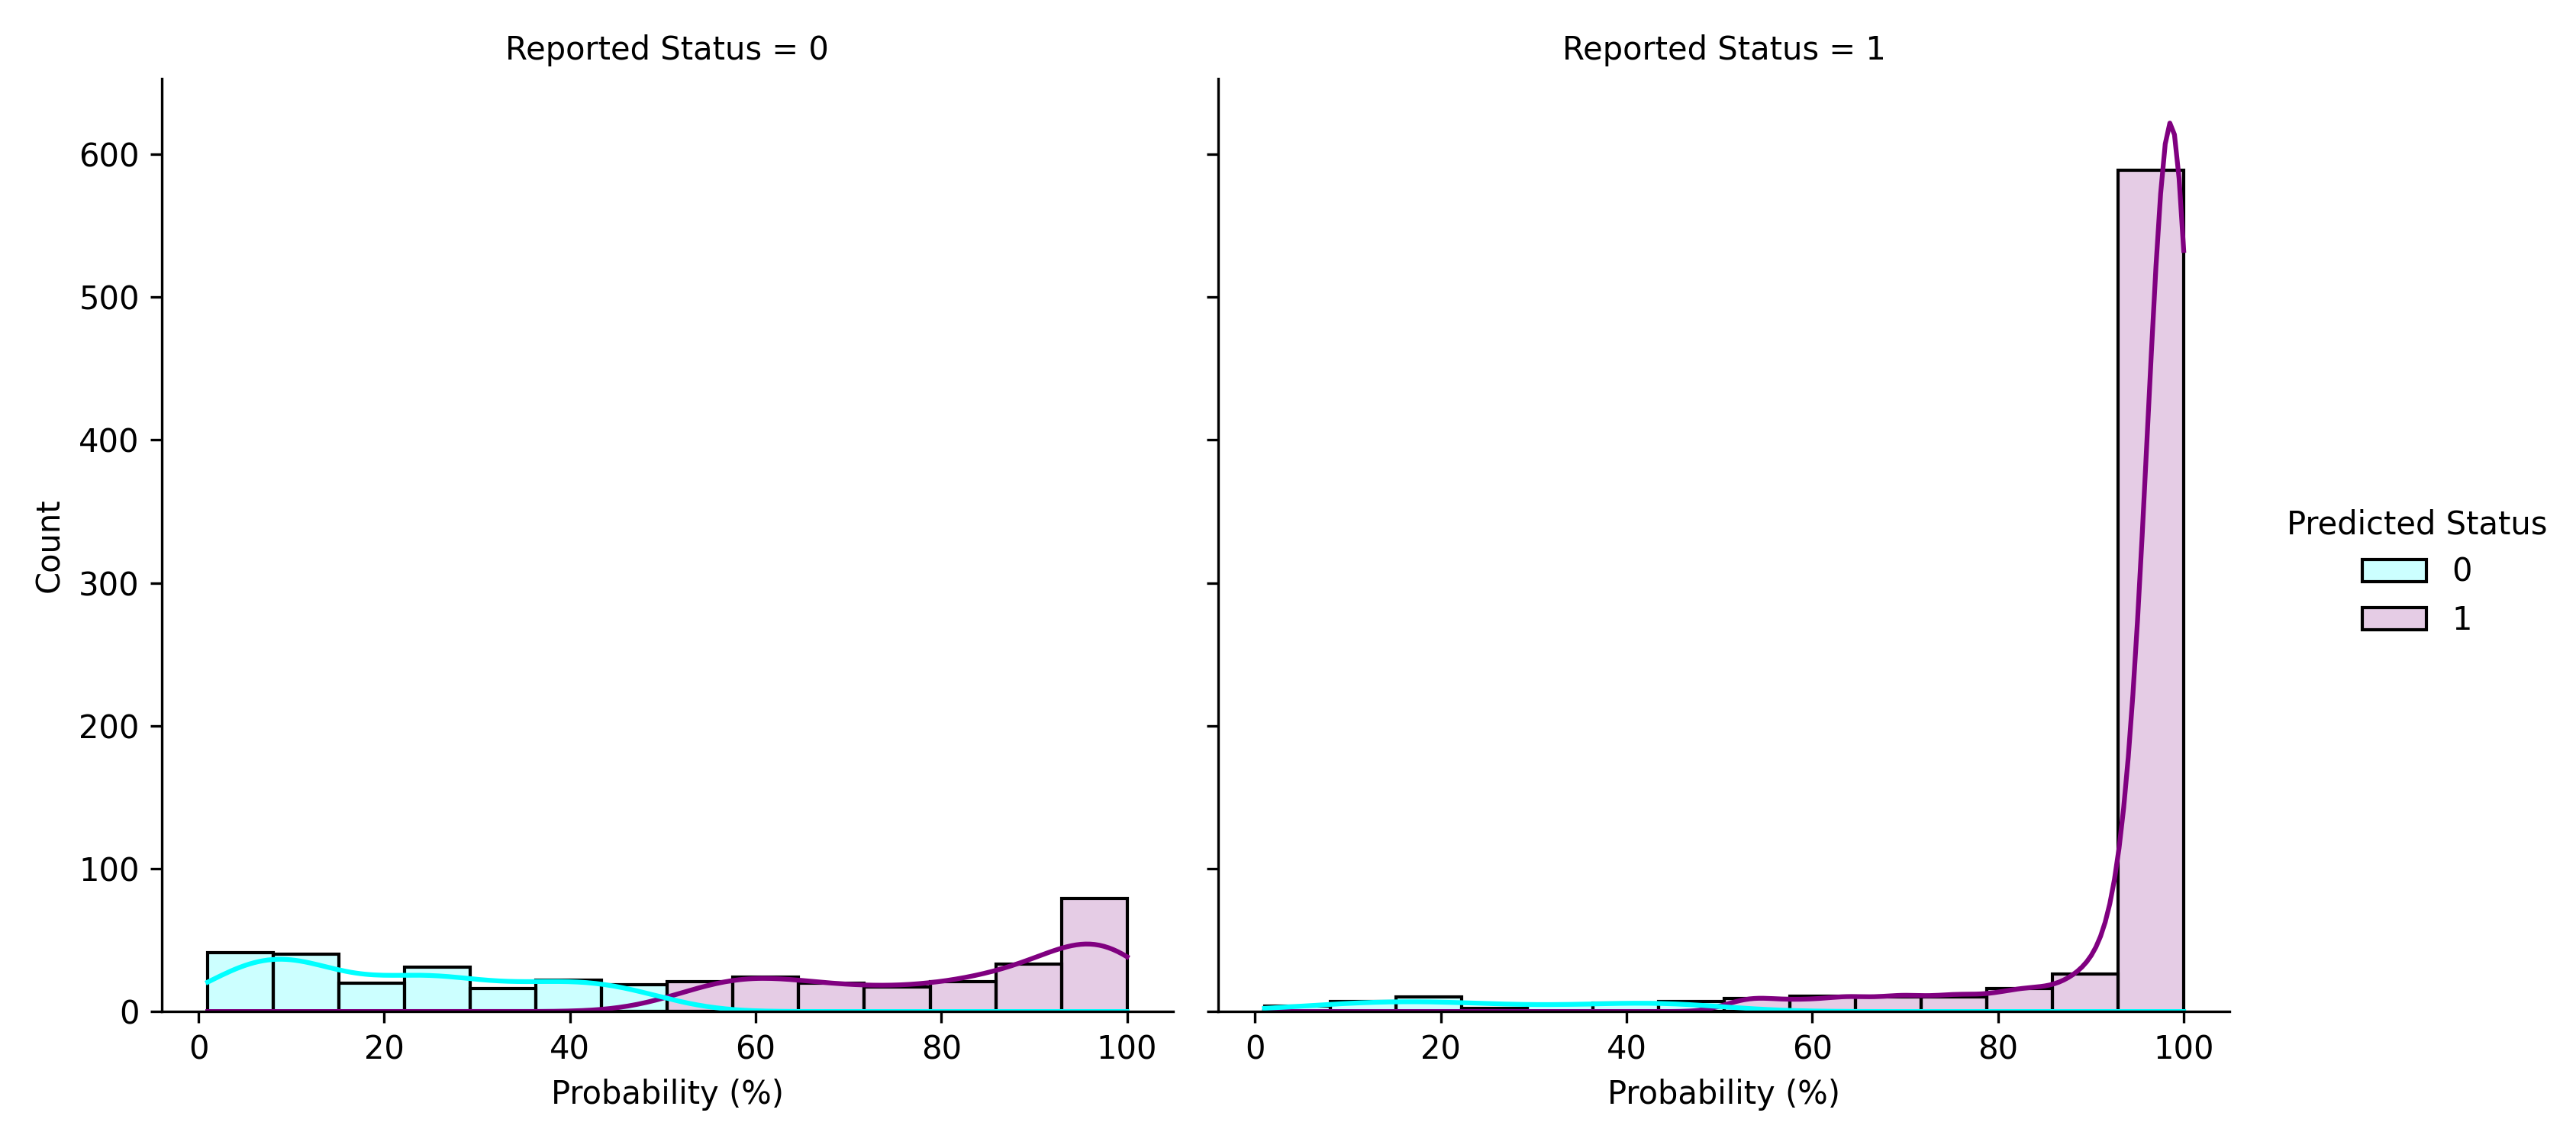 Reported Status = 0
Reported Status = 1
600
500
400
300
200
100
0
Count
0 20 40 60 80 100
0 20 40 60 80 100
Probability (%)
Probability (%)
Predicted Status
0
1